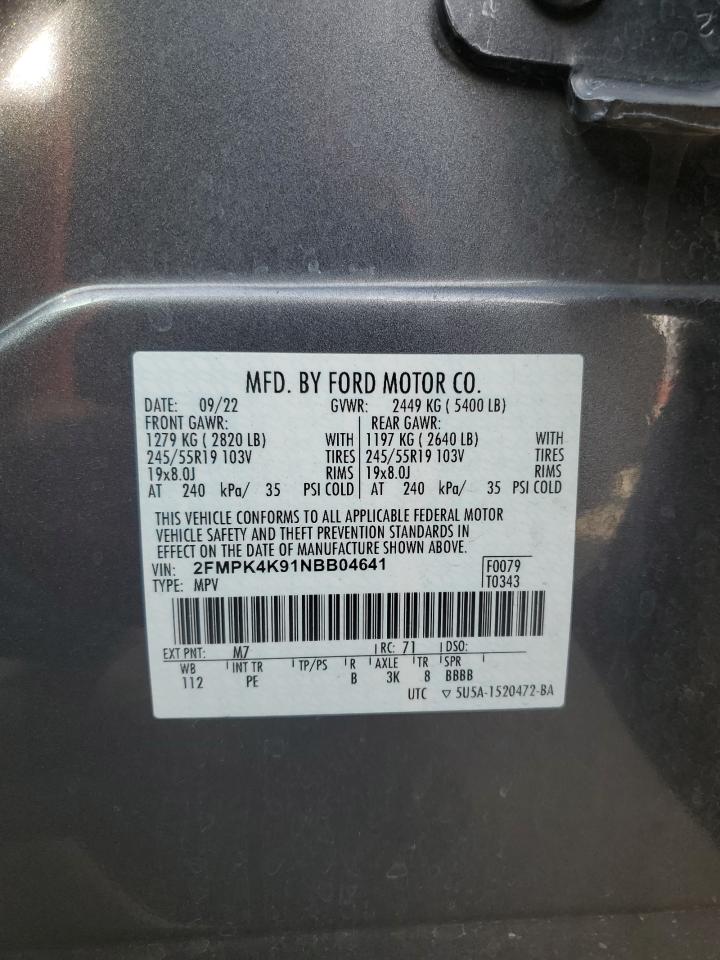 MFD. BY FORD MOTOR CO.
DATE: 09/22 GVWR: 2449 KG ( 5400 LB)
FRONT GAWR: REAR GAWR:
1279 KG ( 2820 LB) WITH 1197 KG ( 2640 LB) WITH
245/55R19 103V TIRES 245/55R19 103V TIRES
19x8.0J RIMS 19x8.0J RIMS
AT 240 kPa/ 35 PSI COLD AT 240 kPa/ 35 PSI COLD
THIS VEHICLE CONFORMS TO ALL APPLICABLE FEDERAL MOTOR
VEHICLE SAFETY AND THEFT PREVENTION STANDARDS IN
EFFECT ON THE DATE OF MANUFACTURE SHOWN ABOVE.
VIN: 2FMPK4K91NBB04641 F0079
TYPE: MPV T0343
EXT PNT: M7 RC: 71 DSO:
WB INT TR TP/PS R AXLE TR SPR
112 PE B 3K 8 BBBB
UTC ▽ 5U5A-1520472-BA